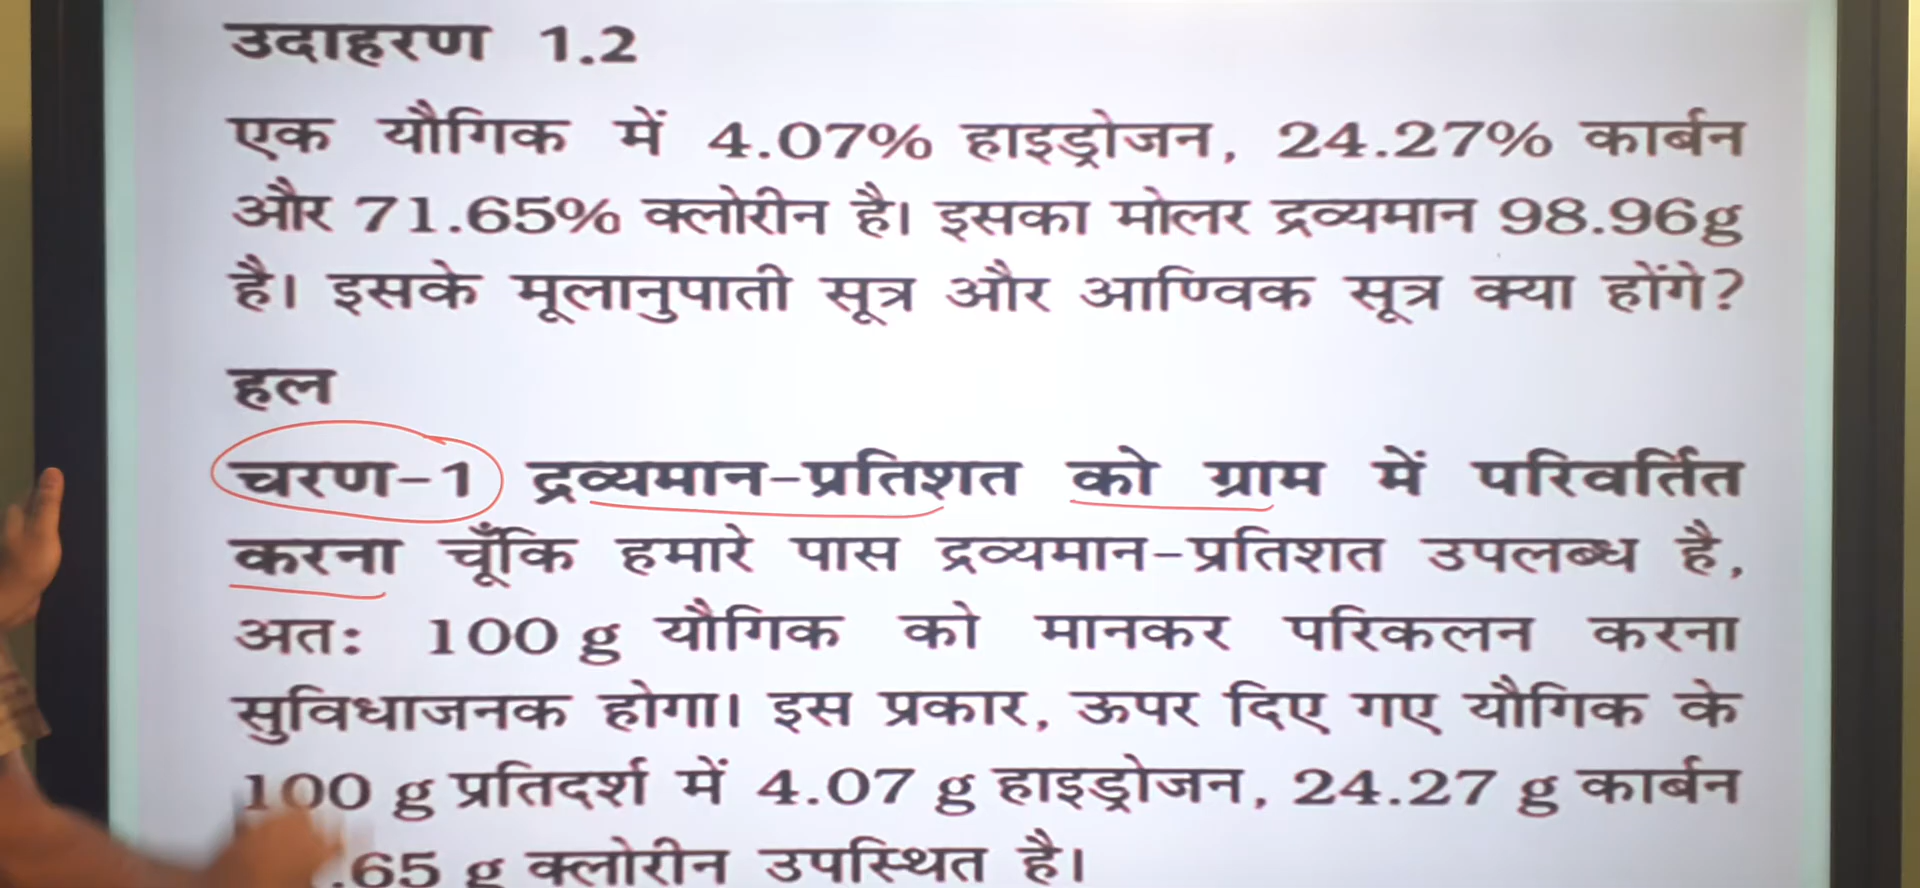 उदाहरण 1.2
एक यौगिक में 4.07% हाइड्रोजन, 24.27% कार्बन
और 71.65% क्लोरीन है। इसका मोलर द्रव्यमान 98.96g
है। इसके मूलानुपाती सूत्र और आण्विक सूत्र क्या होंगे?
हल
चरण-1 द्रव्यमान-प्रतिशत को ग्राम में परिवर्तित
करना चूँकि हमारे पास द्रव्यमान-प्रतिशत उपलब्ध है,
अतः 100 g यौगिक को मानकर परिकलन करना
सुविधाजनक होगा। इस प्रकार, ऊपर दिए गए यौगिक के
100 g प्रतिदर्श में 4.07 g हाइड्रोजन, 24.27 g कार्बन
.65 g क्लोरीन उपस्थित है।